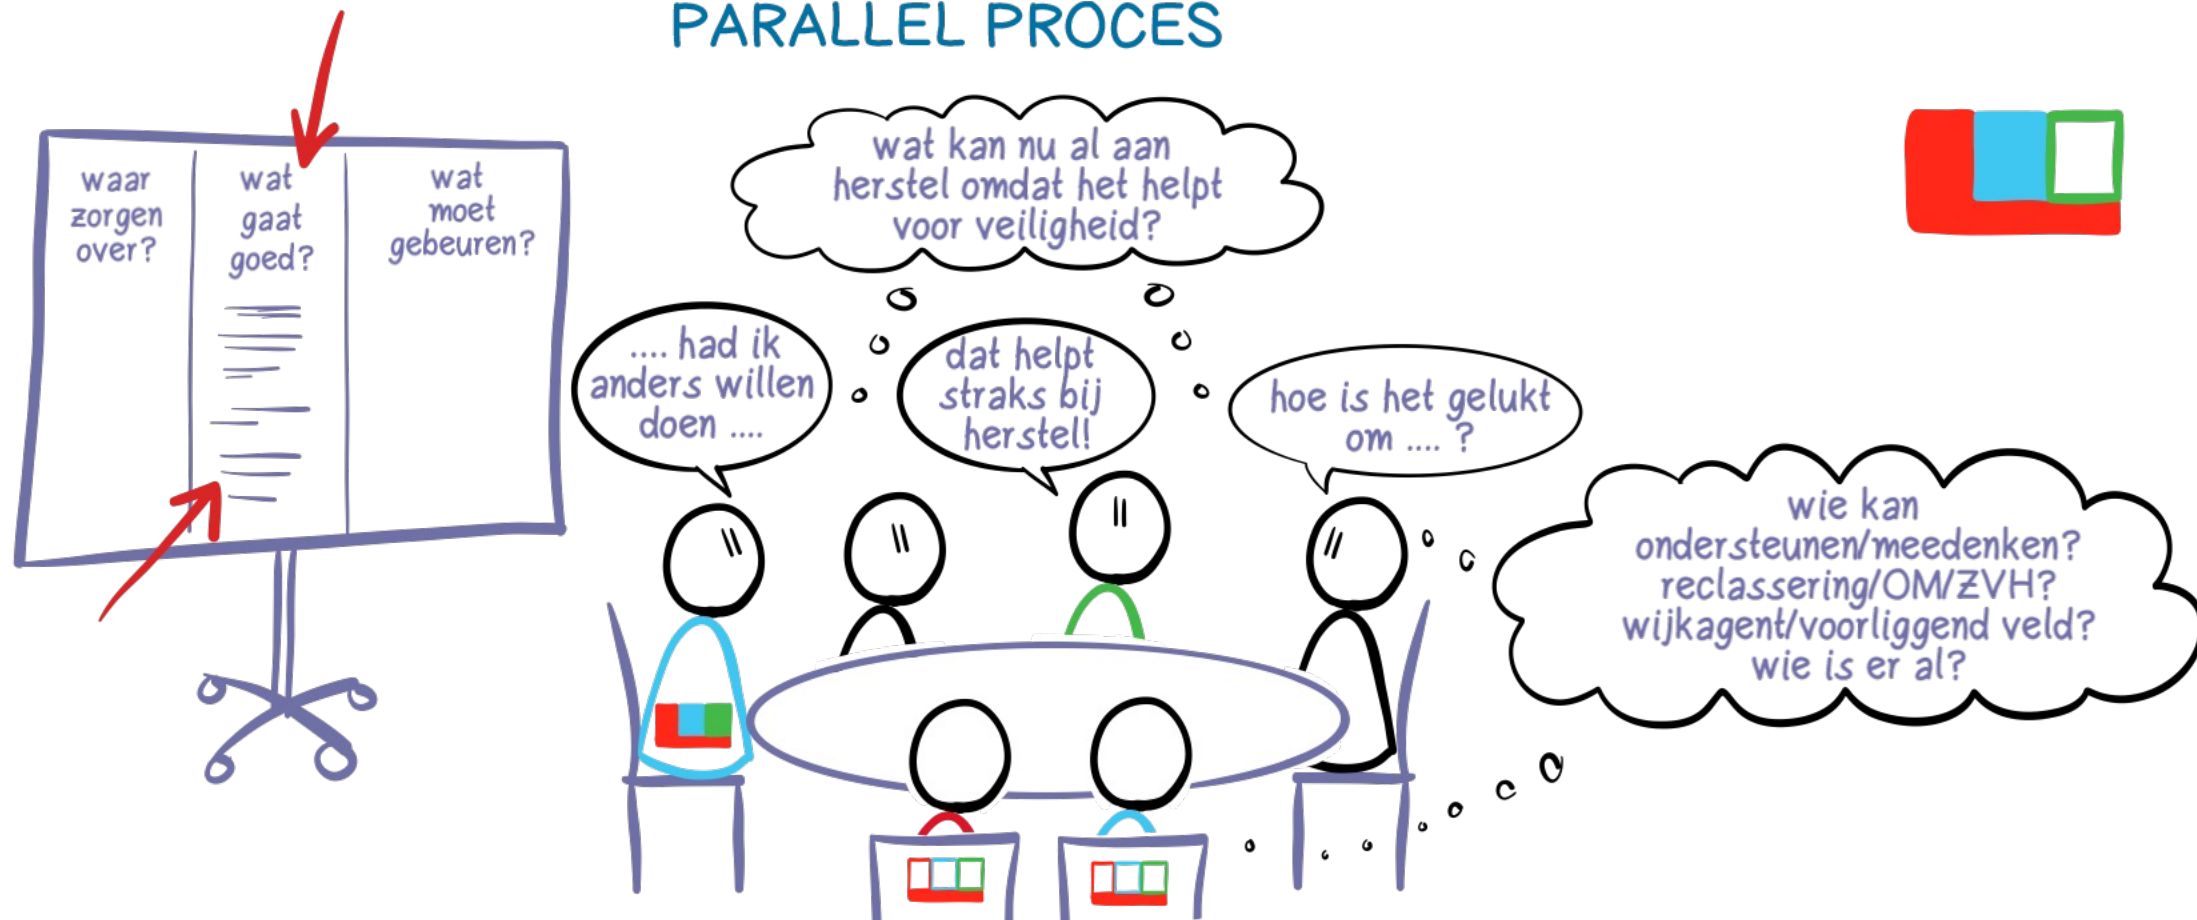 PARALLEL PROCES
waar
zorgen
over?
wat
gaat
goed?
wat
moet
gebeuren?
wat kan nu al aan
herstel omdat het helpt
voor veiligheid?
.... had ik
anders willen
doen ....
dat helpt
straks bij
herstel!
hoe is het gelukt
om .... ?
wie kan
ondersteunen/meedenken?
reclassering/OM/ZVH?
wijkagent/voorliggend veld?
wie is er al?